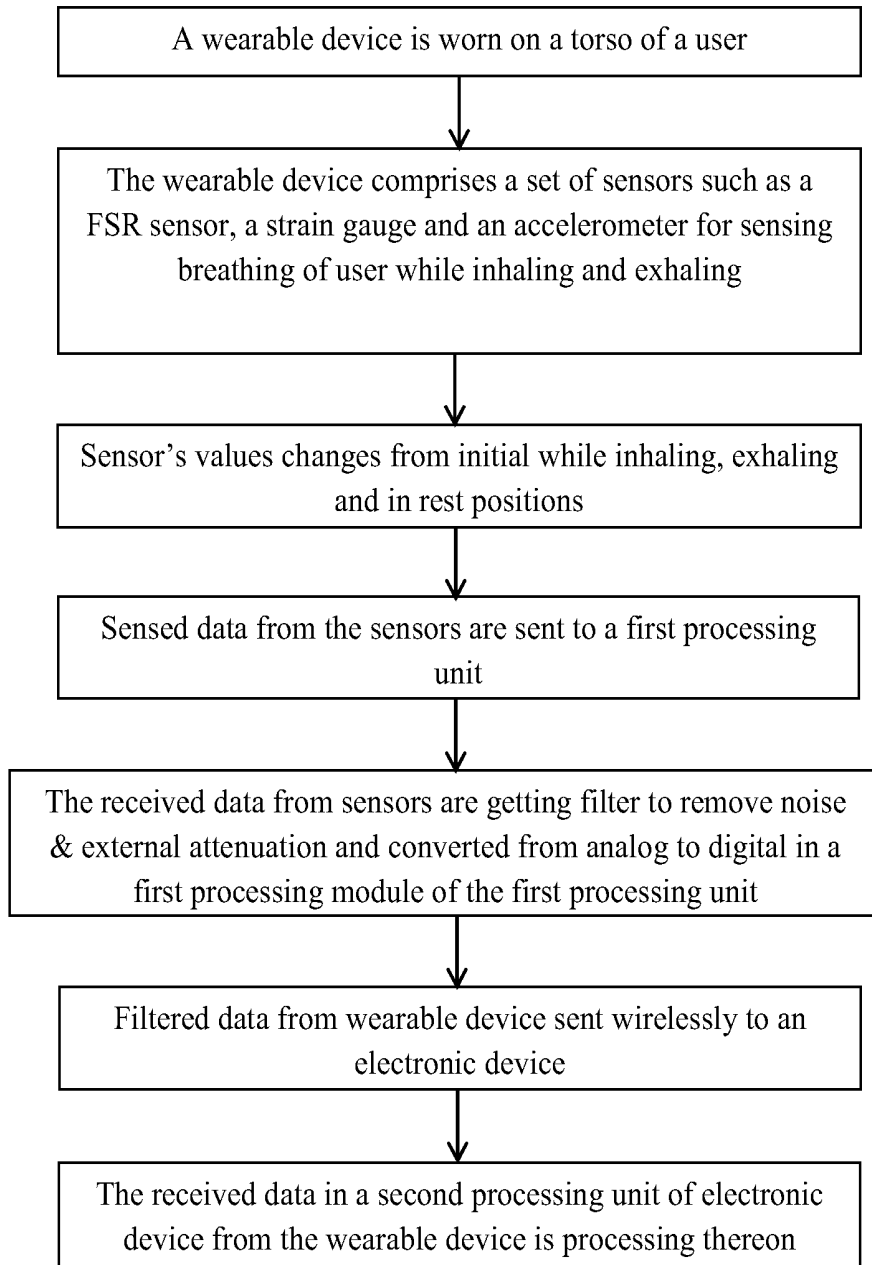 A wearable device is worn on a torso of a user
The wearable device comprises a set of sensors such as a
FSR sensor, a strain gauge and an accelerometer for sensing
breathing of user while inhaling and exhaling
Sensor’s values changes from initial while inhaling, exhaling
and in rest positions
Sensed data from the sensors are sent to a first processing
unit
The received data from sensors are getting filter to remove noise
& external attenuation and converted from analog to digital in a
first processing module of the first processing unit
Filtered data from wearable device sent wirelessly to an
electronic device
The received data in a second processing unit of electronic
device from the wearable device is processing thereon